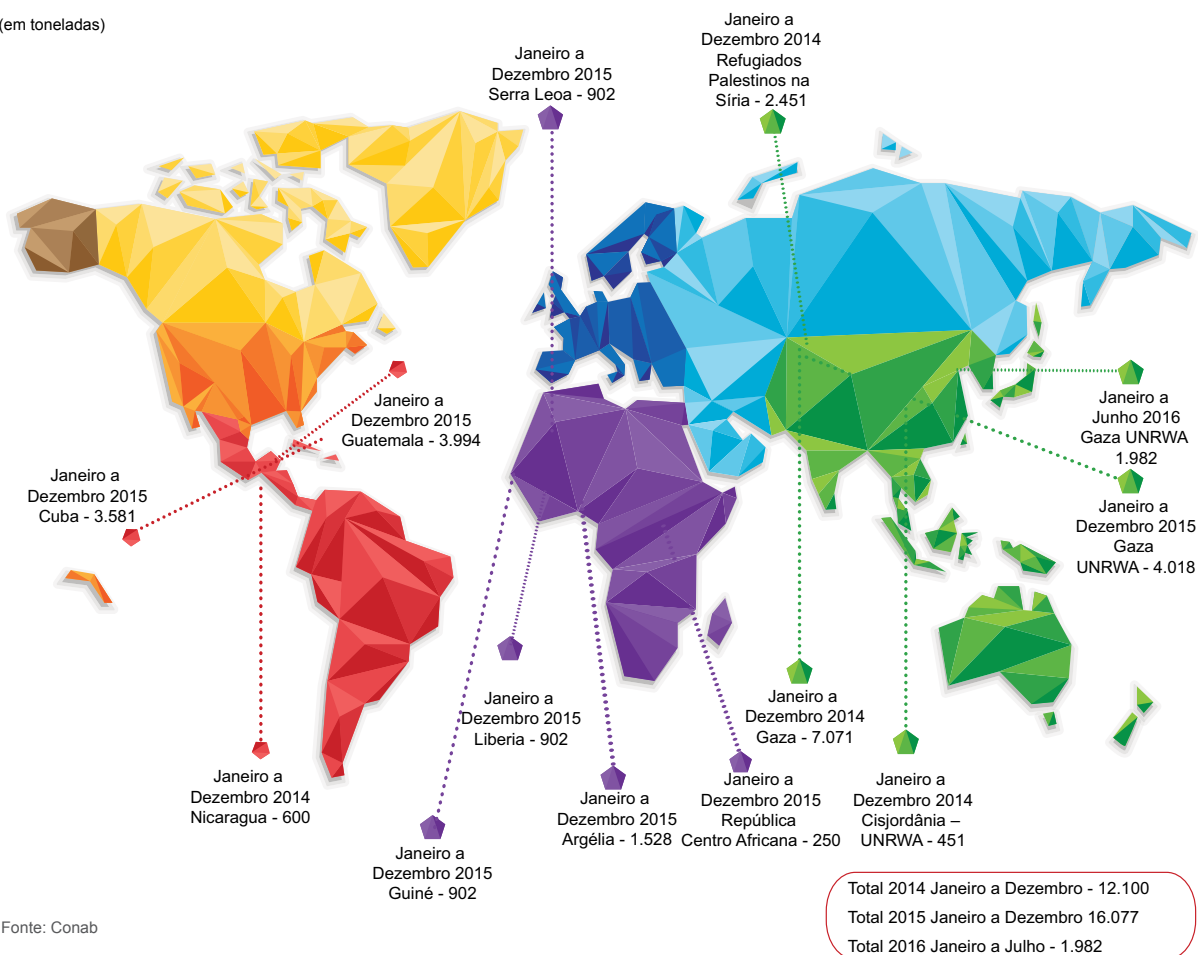 (em toneladas)
Janeiro a
Dezembro 2015
Serra Leoa - 902
Janeiro a
Dezembro 2014
Refugiados
Palestinos na
Síria - 2.451
Janeiro a
Dezembro 2015
Guatemala - 3.994
Janeiro a
Junho 2016
Gaza UNRWA
1.982
Janeiro a
Dezembro 2015
Cuba - 3.581
Janeiro a
Dezembro 2015
Gaza
UNRWA - 4.018
Janeiro a
Dezembro 2015
Liberia - 902
Janeiro a
Dezembro 2014
Gaza - 7.071
Janeiro a
Dezembro 2014
Nicaragua - 600
Janeiro a
Dezembro 2015
Argélia - 1.528
Janeiro a
Dezembro 2015
República
Centro Africana - 250
Janeiro a
Dezembro 2014
Cisjordânia –
UNRWA - 451
Janeiro a
Dezembro 2015
Guiné - 902
Total 2014 Janeiro a Dezembro - 12.100
Total 2015 Janeiro a Dezembro 16.077
Total 2016 Janeiro a Julho - 1.982
Fonte: Conab